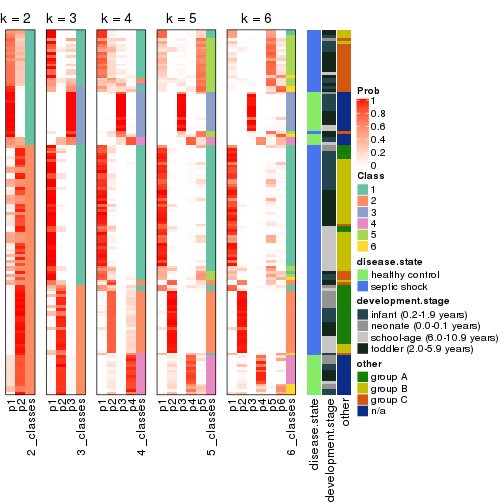 k = 2 k = 3 k = 4 k = 5 k = 6
p1
p2
2_classes
p1
p2
p3
3_classes
p1
p2
p3
p4
4_classes
p1
p2
p3
p4
p5
5_classes
p1
p2
p3
p4
p5
p6
6_classes
disease.state
development.stage
other
Prob
1
0.8
0.6
0.4
0.2
0
Class
1
2
3
4
5
6
disease.state
healthy control
septic shock
development.stage
infant (0.2-1.9 years)
neonate (0.0-0.1 years)
school-age (6.0-10.9 years)
toddler (2.0-5.9 years)
other
group A
group B
group C
n/a